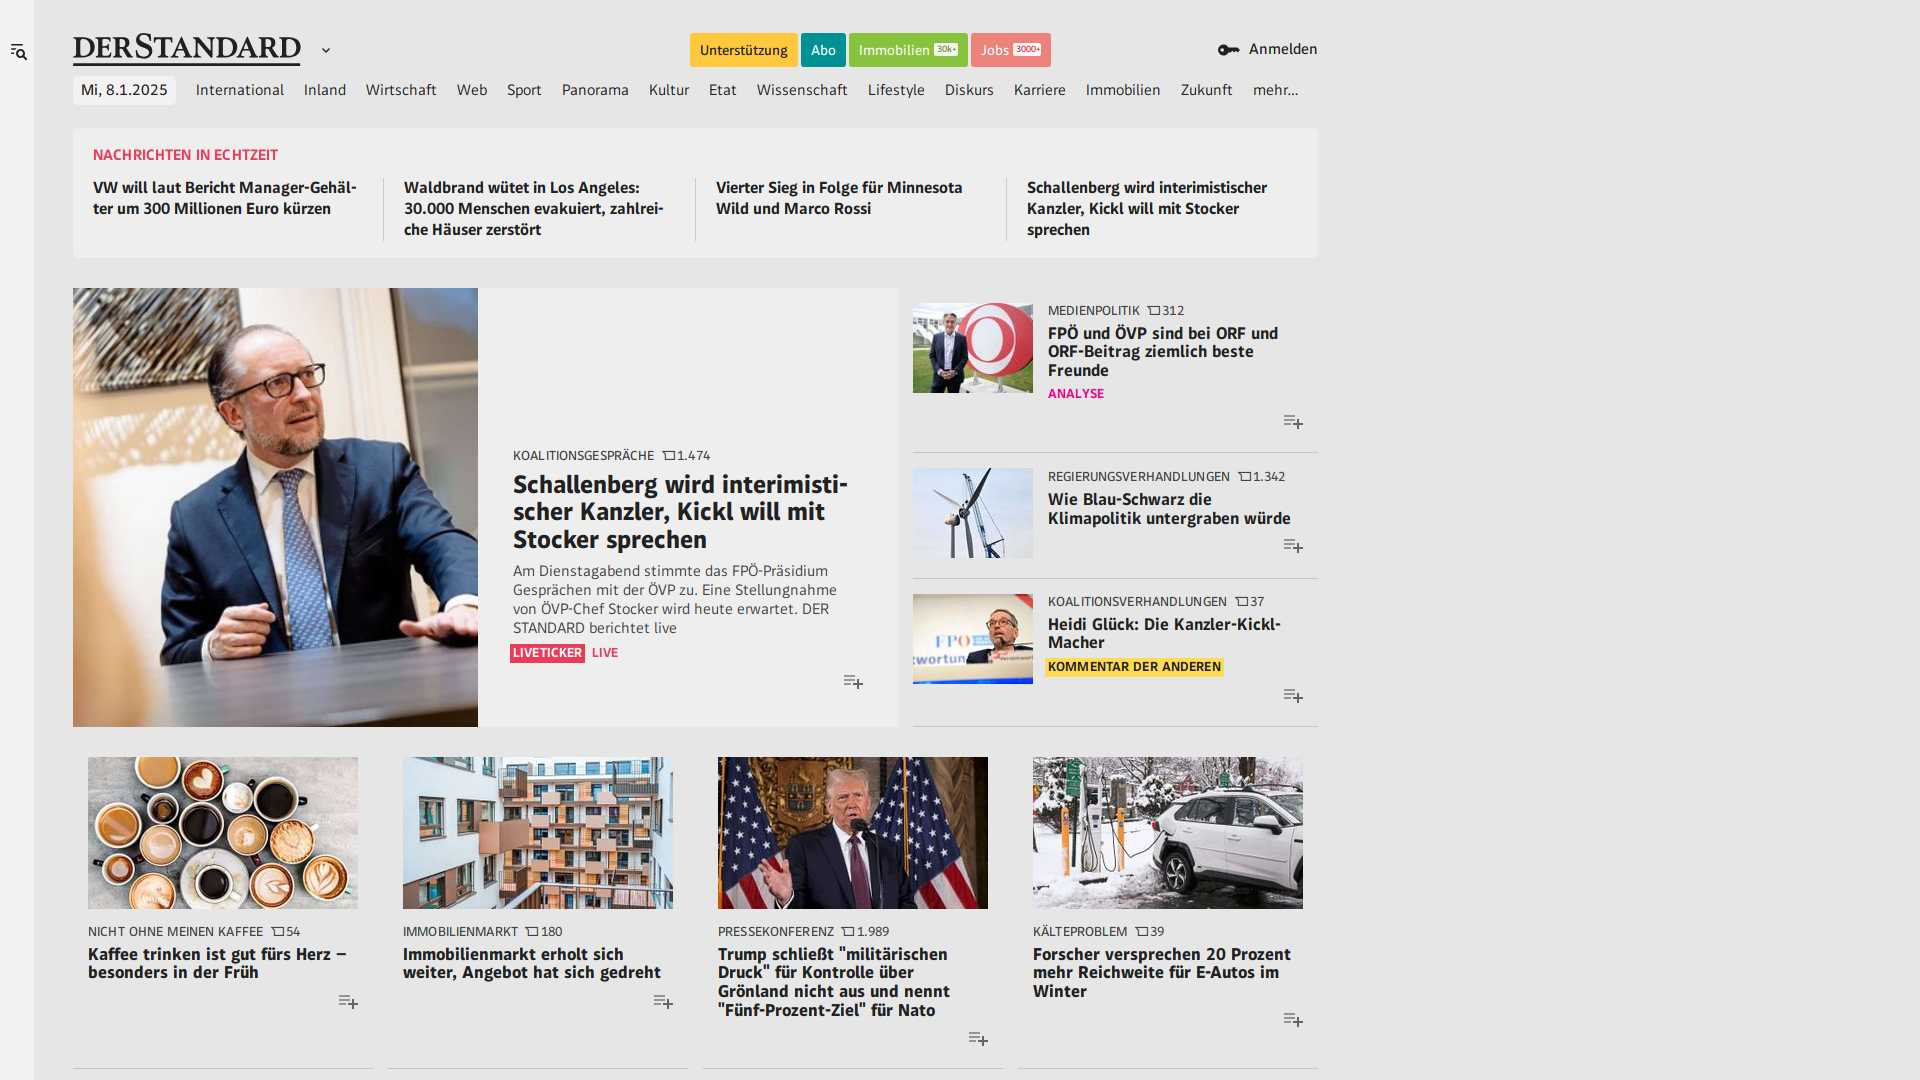 DERSTANDARD
Unterstützung
Abo
Immobilien 30k+
Jobs 3000+
Anmelden
Mi, 8.1.2025
International
Inland
Wirtschaft
Web
Sport
Panorama
Kultur
Etat
Wissenschaft
Lifestyle
Diskurs
Karriere
Immobilien
Zukunft
mehr...
NACHRICHTEN IN ECHTZEIT
VW will laut Bericht Manager-Gehäl-
ter um 300 Millionen Euro kürzen
Waldbrand wütet in Los Angeles:
30.000 Menschen evakuiert, zahlrei-
che Häuser zerstört
Vierter Sieg in Folge für Minnesota
Wild und Marco Rossi
Schallenberg wird interimistischer
Kanzler, Kickl will mit Stocker
sprechen
KOALITIONSGESPRÄCHE 1.474
Schallenberg wird interimisti-
scher Kanzler, Kickl will mit
Stocker sprechen
Am Dienstagabend stimmte das FPÖ-Präsidium
Gesprächen mit der ÖVP zu. Eine Stellungnahme
von ÖVP-Chef Stocker wird heute erwartet. DER
STANDARD berichtet live
LIVETICKER LIVE
MEDIENPOLITIK 312
FPÖ und ÖVP sind bei ORF und
ORF-Beitrag ziemlich beste
Freunde
ANALYSE
REGIERUNGSVERHANDLUNGEN 1.342
Wie Blau-Schwarz die
Klimapolitik untergraben würde
FPÖ
twortun
KOALITIONSVERHANDLUNGEN 37
Heidi Glück: Die Kanzler-Kickl-
Macher
KOMMENTAR DER ANDEREN
NICHT OHNE MEINEN KAFFEE 54
Kaffee trinken ist gut fürs Herz –
besonders in der Früh
IMMOBILIENMARKT 180
Immobilienmarkt erholt sich
weiter, Angebot hat sich gedreht
PRESSEKONFERENZ 1.989
Trump schließt "militärischen
Druck" für Kontrolle über
Grönland nicht aus und nennt
"Fünf-Prozent-Ziel" für Nato
KÄLTEPROBLEM 39
Forscher versprechen 20 Prozent
mehr Reichweite für E-Autos im
Winter